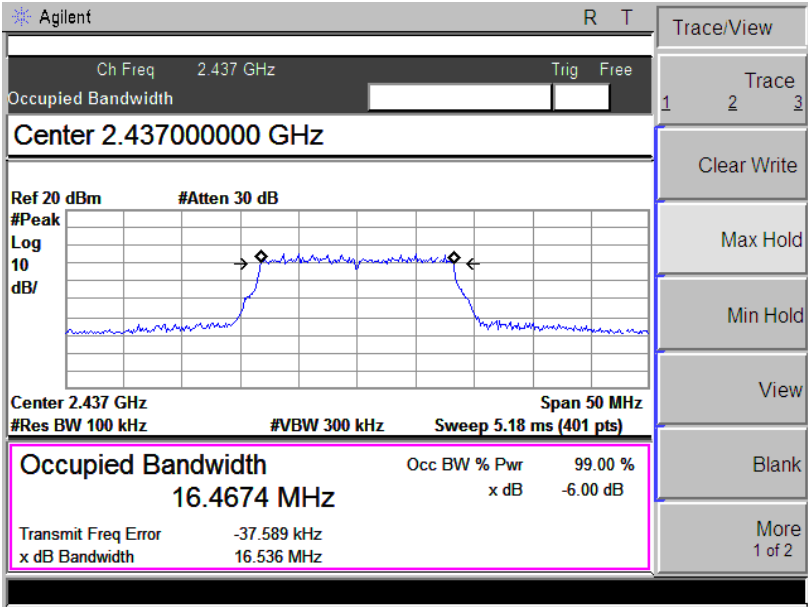 Agilent R T
Ch Freq 2.437 GHz Trig Free
Occupied Bandwidth
Center 2.437000000 GHz
Ref 20 dBm #Atten 30 dB
#Peak
Log
10
dB/
Center 2.437 GHz Span 50 MHz
#Res BW 100 kHz #VBW 300 kHz Sweep 5.18 ms (401 pts)
Occupied Bandwidth Occ BW % Pwr 99.00 %
16.4674 MHz x dB -6.00 dB
Transmit Freq Error -37.589 kHz
x dB Bandwidth 16.536 MHz
Trace/View
Trace
1 2 3
Clear Write
Max Hold
Min Hold
View
Blank
More
1 of 2